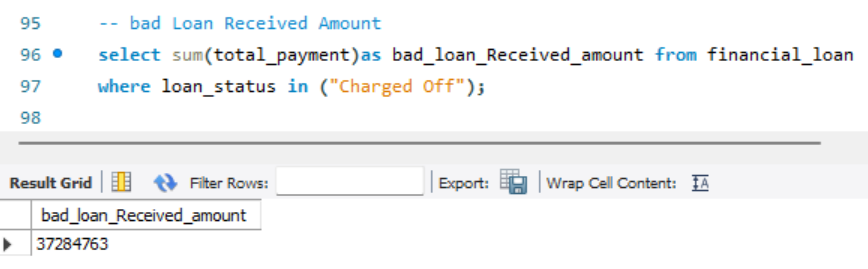 95 -- bad Loan Received Amount
96 select sum(total_payment)as bad_loan_Received_amount from financial_loan
97 where loan_status in ("Charged Off");
98
Result Grid Filter Rows: Export: Wrap Cell Content: IA
bad_loan_Received_amount
37284763